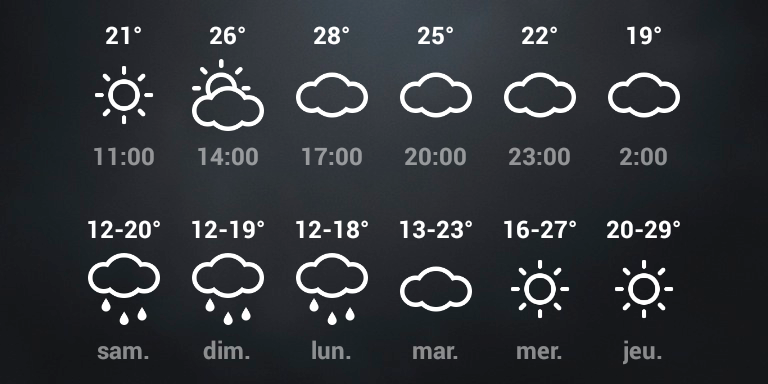 21° 26° 28° 25° 22° 19°
11:00 14:00 17:00 20:00 23:00 2:00
12-20° 12-19° 12-18° 13-23° 16-27° 20-29°
sam. dim. lun. mar. mer. jeu.